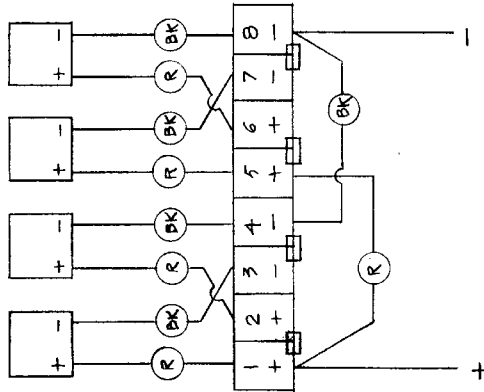 + - + - + - + -
R BK R BK R BK R BK
1 2 3 4 5 6 7 8
+ + - - + + - -
BK
R
+ -